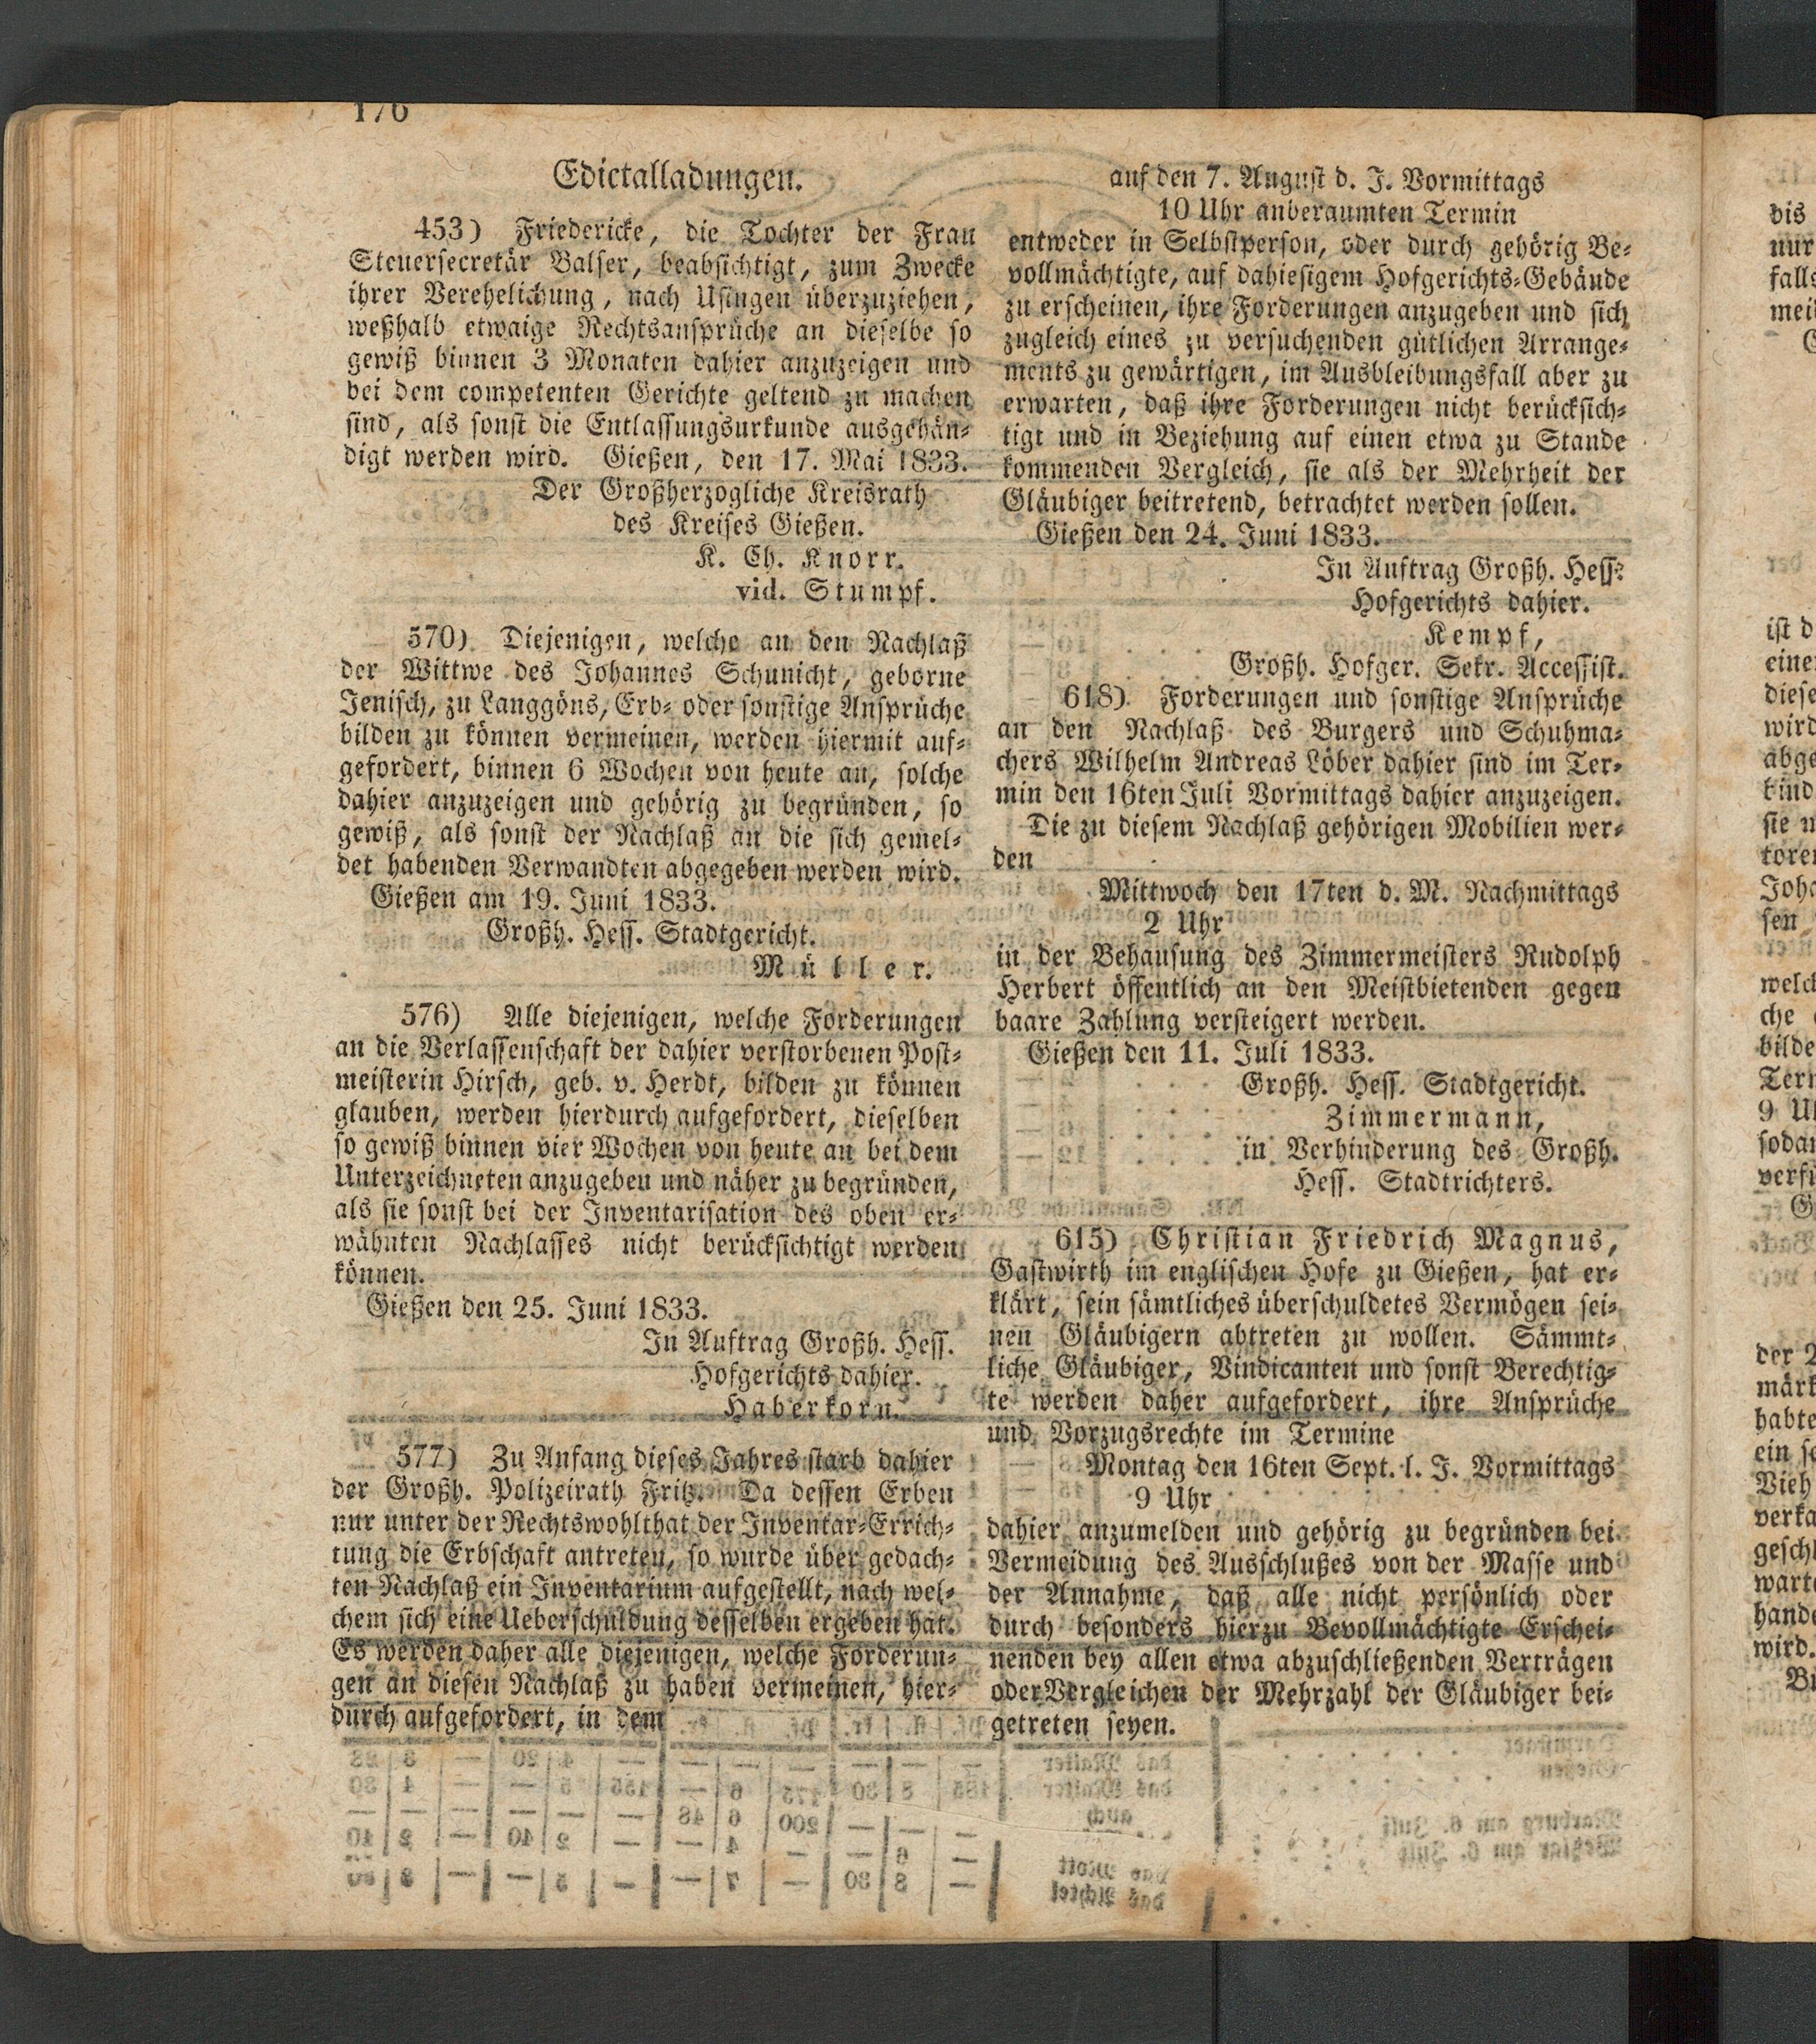 176
Edictalladungen.
453) Friedericke, die Tochter der Frau
Steuersecretär Balser, beabsichtigt, zum Zwecke
ihrer Verehelichung, nach Usingen überzuziehen,
weßhalb etwaige Rechtsansprüche an dieselbe so
gewiß binnen 3 Monaten dahier anzuzeigen und
bei dem competenten Gerichte geltend zu machen
sind, als sonst die Entlassungsurkunde ausgehän-
digt werden wird. Gießen, den 17. Mai 1833.
Der Großherzogliche Kreisrath
des Kreises Gießen.
K. Ch. Knorr.
vid. Stumpf.
570) Diejenigen, welche an den Nachlaß
der Wittwe des Johannes Schunicht, geborne
Jenisch, zu Langgöns, Erb- oder sonstige Ansprüche
bilden zu können vermeinen, werden hiermit auf-
gefordert, binnen 6 Wochen von heute an, solche
dahier anzuzeigen und gehörig zu begründen, so
gewiß, als sonst der Nachlaß an die sich gemel-
det habenden Verwandten abgegeben werden wird.
Gießen am 19. Juni 1833.
Großh. Hess. Stadtgericht.
Müller.
576) Alle diejenigen, welche Forderungen
an die Verlassenschaft der dahier verstorbenen Post-
meisterin Hirsch, geb. v. Herdt, bilden zu können
glauben, werden hierdurch aufgefordert, dieselben
so gewiß binnen vier Wochen von heute an bei dem
Unterzeichneten anzugeben und näher zu begründen,
als sie sonst bei der Inventarisation des oben er-
wähnten Nachlasses nicht berücksichtigt werden
können.
Gießen den 25. Juni 1833.
In Auftrag Großh. Hess.
Hofgerichts dahier.
Haberkorn.
577) Zu Anfang dieses Jahres starb dahier
der Großh. Polizeirath Fritz. Da dessen Erben
nur unter der Rechtswohlthat der Inventar-Errich-
tung die Erbschaft antreten, so wurde über gedach-
ten Nachlaß ein Inventarium aufgestellt, nach wel-
chem sich eine Ueberschuldung desselben ergeben hat.
Es werden daher alle diejenigen, welche Forderun-
gen an diesen Nachlaß zu haben vermeinen, hier-
durch aufgefordert, in dem
auf den 7. August d. J. Vormittags
10 Uhr anberaumten Termin
entweder in Selbstperson, oder durch gehörig Be-
vollmächtigte, auf dahiesigem Hofgerichts-Gebäude
zu erscheinen, ihre Forderungen anzugeben und sich
zugleich eines zu versuchenden gütlichen Arrange-
ments zu gewärtigen, im Ausbleibungsfall aber zu
erwarten, daß ihre Forderungen nicht berücksich-
tigt und in Beziehung auf einen etwa zu Stande
kommenden Vergleich, sie als der Mehrheit der
Gläubiger beitretend, betrachtet werden sollen.
Gießen den 24. Juni 1833.
In Auftrag Großh. Hess.
Hofgerichts dahier.
Kempf,
Großh. Hofger. Sekr. Accessist.
618) Forderungen und sonstige Ansprüche
an den Nachlaß des Burgers und Schuhma-
chers Wilhelm Andreas Löber dahier sind im Ter-
min den 16ten Juli Vormittags dahier anzuzeigen.
Die zu diesem Nachlaß gehörigen Mobilien wer-
den
Mittwoch den 17ten d. M. Nachmittags
2 Uhr
in der Behausung des Zimmermeisters Rudolph
Herbert öffentlich an den Meistbietenden gegen
baare Zahlung versteigert werden.
Gießen den 11. Juli 1833.
Großh. Hess. Stadtgericht.
Zimmermann,
in Verhinderung des Großh.
Hess. Stadtrichters.
615) Christian Friedrich Magnus,
Gastwirth im englischen Hofe zu Gießen, hat er-
klärt, sein sämtliches überschuldetes Vermögen sei-
nen Gläubigern abtreten zu wollen. Sämmt-
liche Gläubiger, Vindicanten und sonst Berechtig-
te werden daher aufgefordert, ihre Ansprüche
und Vorzugsrechte im Termine
Montag den 16ten Sept. l. J. Vormittags
9 Uhr
dahier anzumelden und gehörig zu begründen bei
Vermeidung des Ausschlußes von der Masse und
der Annahme, daß alle nicht persönlich oder
durch besonders hierzu Bevollmächtigte Erschei-
nenden bey allen etwa abzuschließenden Verträgen
oder Vergleichen der Mehrzahl der Gläubiger bei-
getreten seyen.